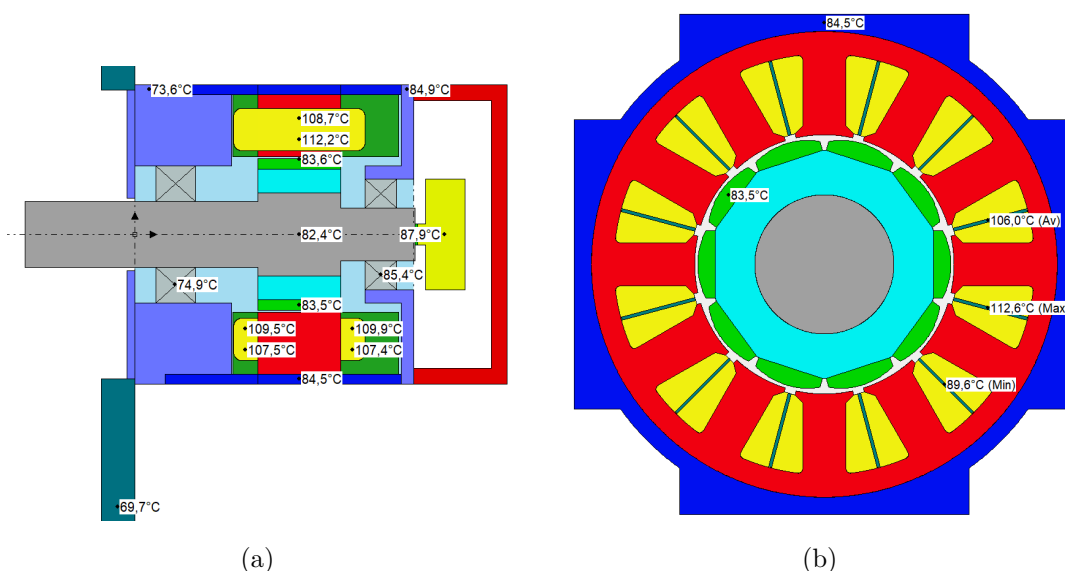 84,5°C
73,6°C
84,9°C
108,7°C
112,2°C
83,6°C
83,5°C
106,0°C (Av)
82,4°C
87,9°C
74,9°C
85,4°C
83,5°C
112,6°C (Max
109,5°C
109,9°C
107,5°C
107,4°C
84,5°C
89,6°C (Min)
69,7°C
(a)
(b)